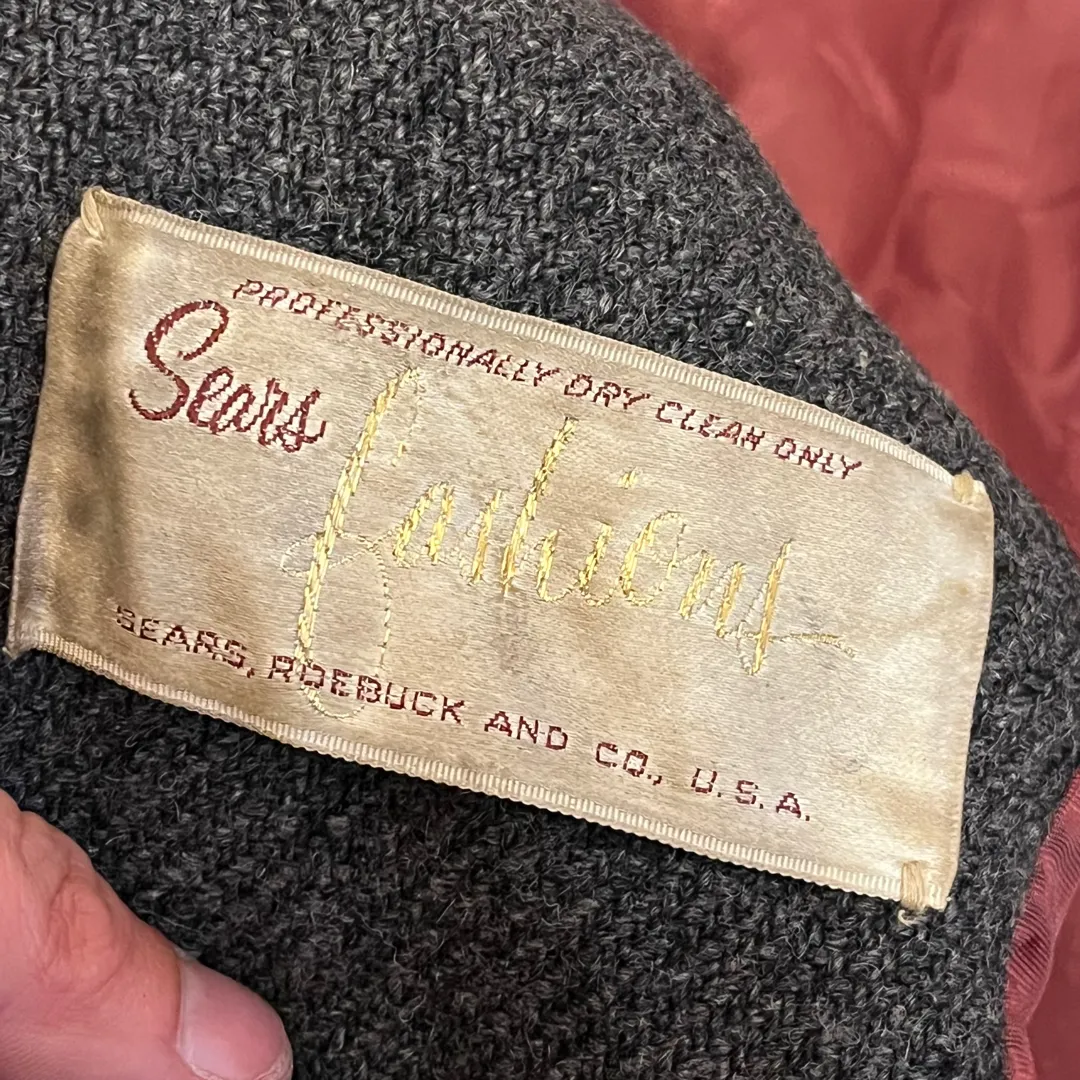 PROFESSIONALLY DRY CLEAN ONLY
Sears
fashions
SEARS, ROEBUCK AND CO., U.S.A.